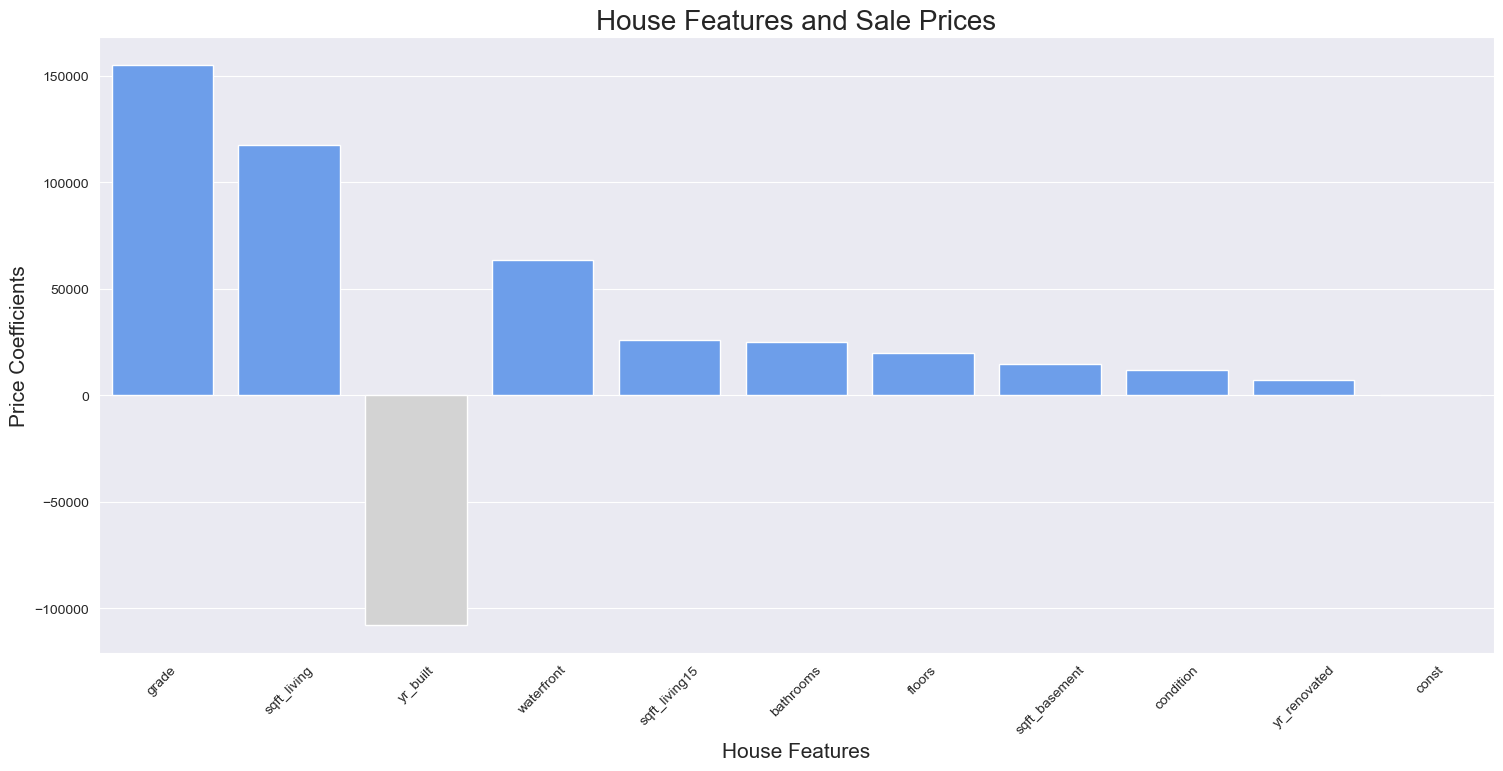 House Features and Sale Prices
Price Coefficients
150000
100000
50000
0
−50000
−100000
grade
sqft_living
yr_built
waterfront
sqft_living15
bathrooms
floors
sqft_basement
condition
yr_renovated
const
House Features